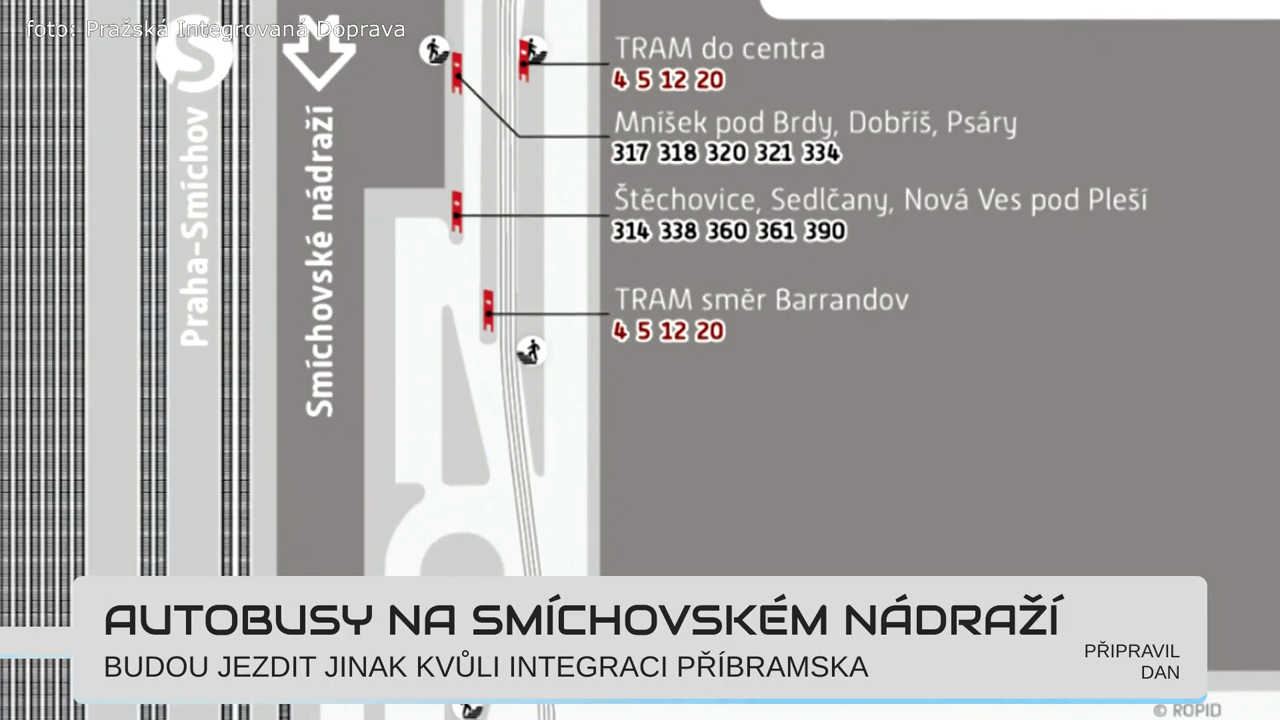 foto: Pražská Integrovaná Doprava
S
Praha-Smíchov
M
Smíchovské nádraží
TRAM do centra
4 5 12 20
Mníšek pod Brdy, Dobříš, Psáry
317 318 320 321 334
Štěchovice, Sedlčany, Nová Ves pod Pleší
314 338 360 361 390
TRAM směr Barrandov
4 5 12 20
AUTOBUSY NA SMÍCHOVSKÉM NÁDRAŽÍ
BUDOU JEZDIT JINAK KVŮLI INTEGRACI PŘÍBRAMSKA
PŘIPRAVIL
DAN
© ROPID